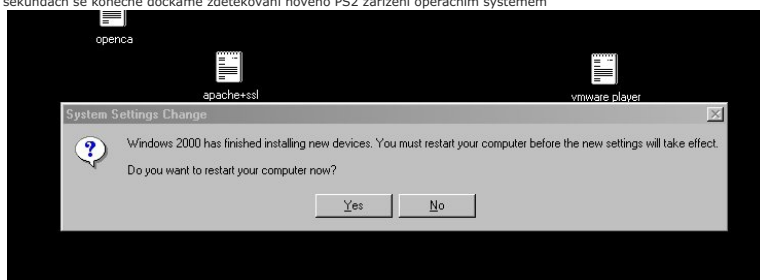 sekundách se konečně dočkáme zdetekování nového PS2 zařízení operačním systémem
openca
apache+ssl
vmware player
System Settings Change
Windows 2000 has finished installing new devices. You must restart your computer before the new settings will take effect.
Do you want to restart your computer now?
Yes
No